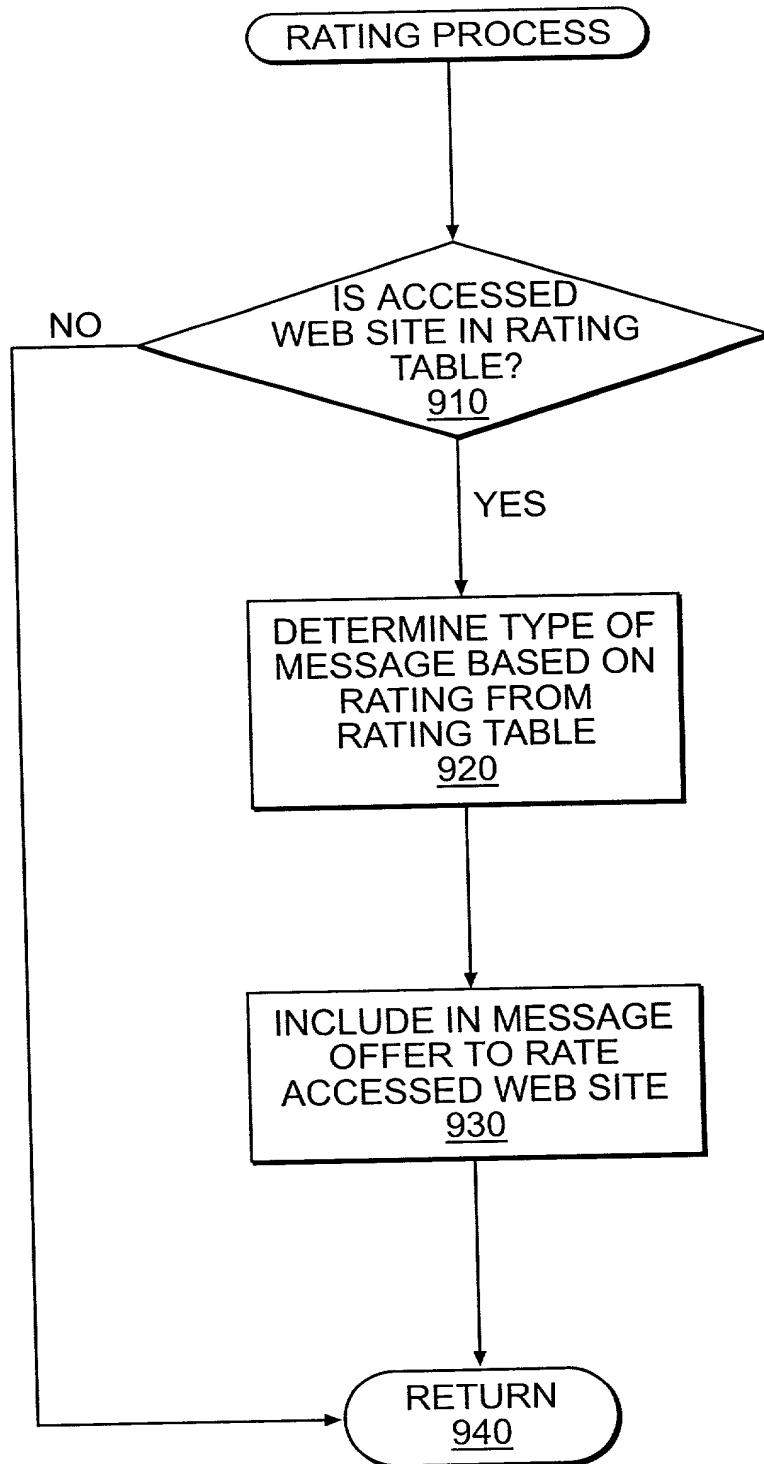 RATING PROCESS
IS ACCESSED
WEB SITE IN RATING
TABLE?
910
NO
YES
DETERMINE TYPE OF
MESSAGE BASED ON
RATING FROM
RATING TABLE
920
INCLUDE IN MESSAGE
OFFER TO RATE
ACCESSED WEB SITE
930
RETURN
940